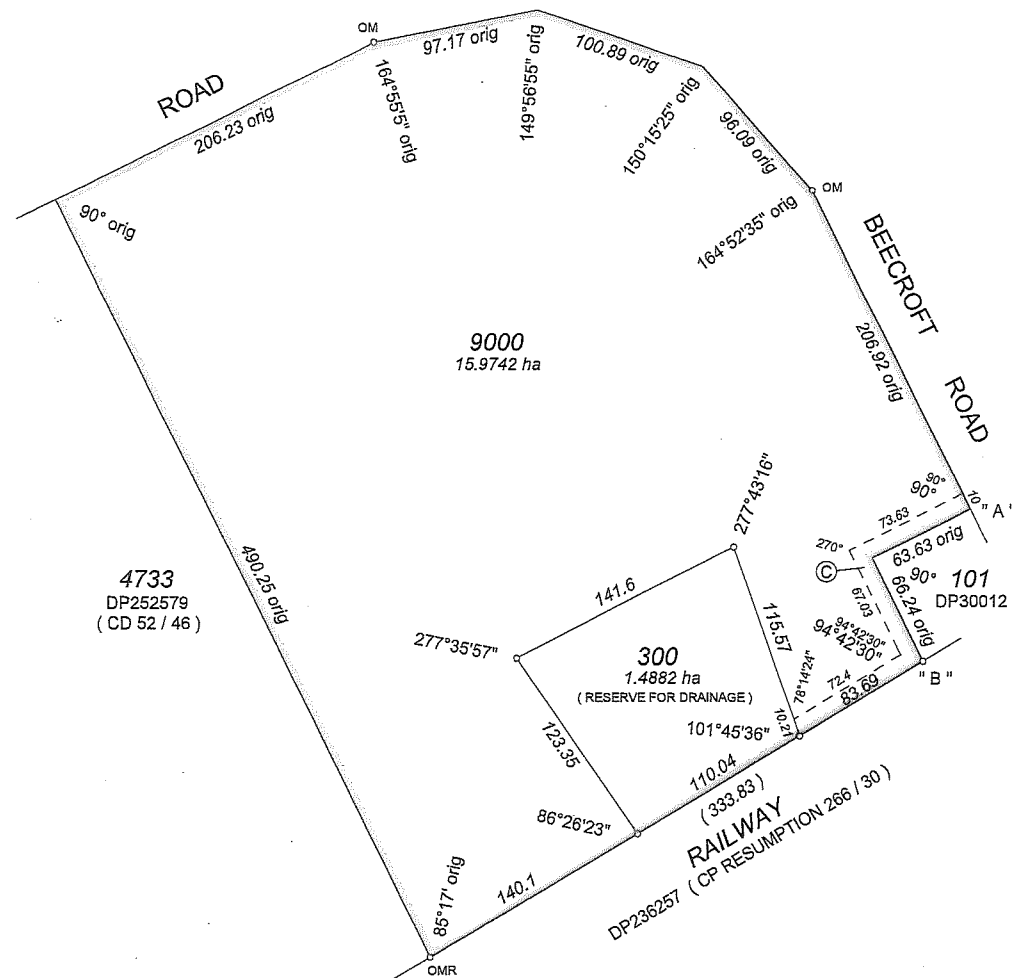 OM
97.17 orig
100.89 orig
ROAD
206.23 orig
164°55'5" orig
149°56'55" orig
150°15'25" orig
96.09 orig
OM
164°52'35" orig
90° orig
BEECROFT
ROAD
206.92 orig
9000
15.9742 ha
490.25 orig
4733
DP252579
( CD 52 / 46 )
277°43'16"
90°
90°
10
" A "
73.63
270°
63.63 orig
C
90°
101
DP30012
67.03
66.24 orig
94°42'30"
94°42'30"
141.6
115.57
277°35'57"
300
1.4882 ha
( RESERVE FOR DRAINAGE )
78°14'24"
72.4
83.69
" B "
10.21
101°45'36"
123.35
110.04
( 333.83 )
86°26'23"
RAILWAY
DP236257 ( CP RESUMPTION 266 / 30 )
140.1
85°17' orig
OMR